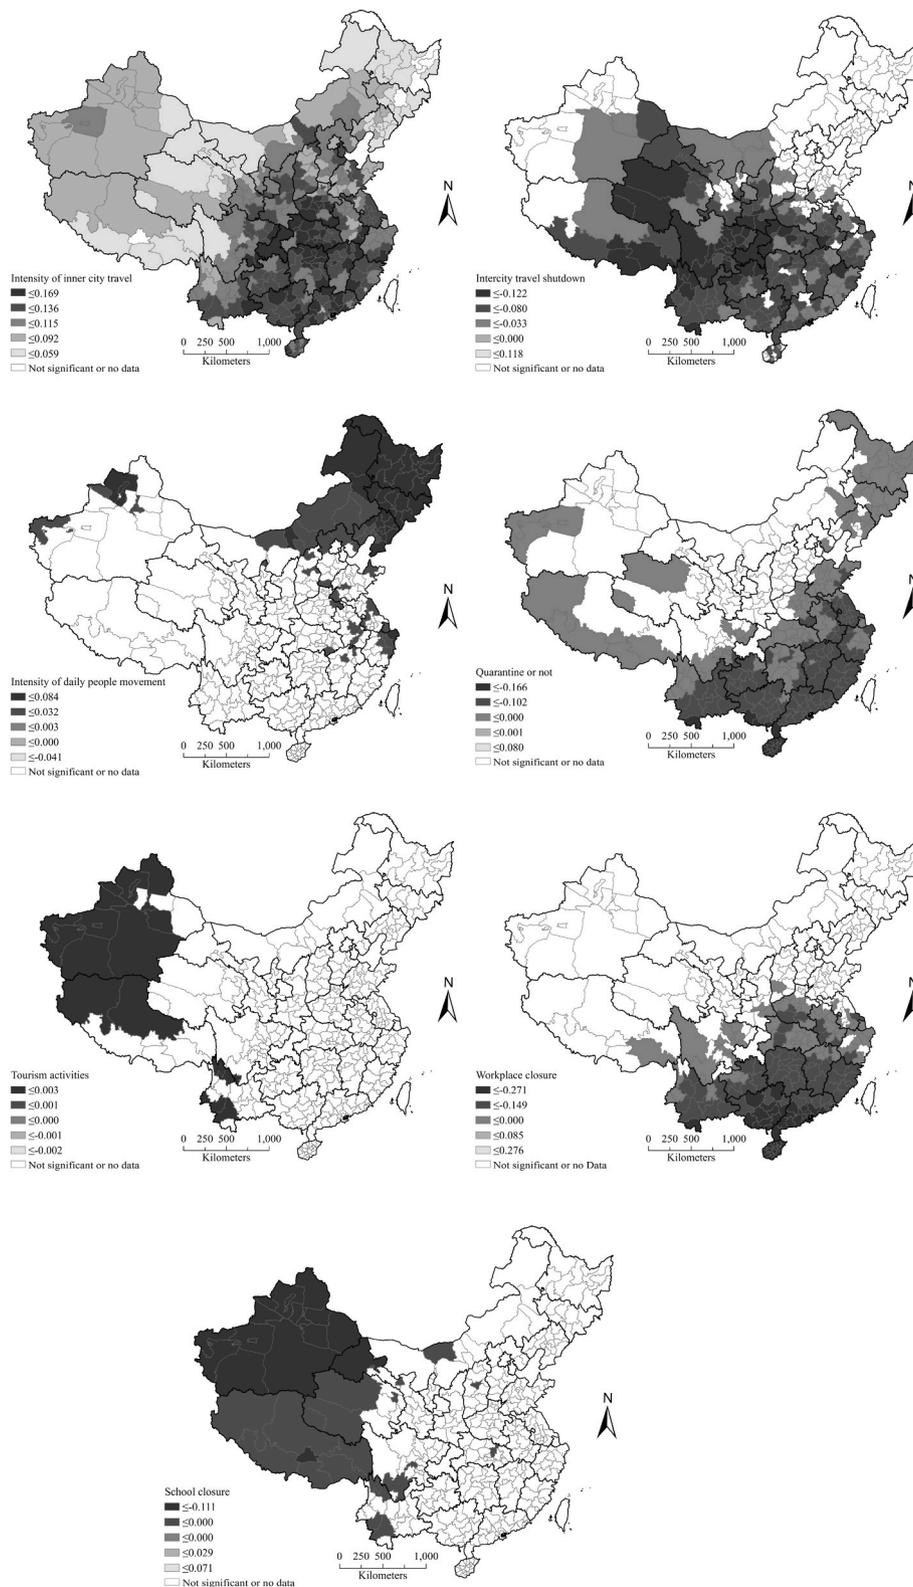 N
Intensity of inner city travel
≤0.169
≤0.136
≤0.115
≤0.092
≤0.059
Not significant or no data
0 250 500 1,000
Kilometers
N
Intercity travel shutdown
≤-0.122
≤-0.080
≤-0.033
≤0.000
≤0.118
Not significant or no data
0 250 500 1,000
Kilometers
N
Intensity of daily people movement
≤0.084
≤0.032
≤0.003
≤0.000
≤-0.041
Not significant or no data
0 250 500 1,000
Kilometers
N
Quarantine or not
≤-0.166
≤-0.102
≤0.000
≤0.001
≤0.080
Not significant or no data
0 250 500 1,000
Kilometers
N
Tourism activities
≤0.003
≤0.001
≤0.000
≤-0.001
≤-0.002
Not significant or no data
0 250 500 1,000
Kilometers
N
Workplace closure
≤-0.271
≤-0.149
≤0.000
≤0.085
≤0.276
Not significant or no Data
0 250 500 1,000
Kilometers
N
School closure
≤-0.111
≤0.000
≤0.000
≤0.029
≤0.071
Not significant or no data
0 250 500 1,000
Kilometers